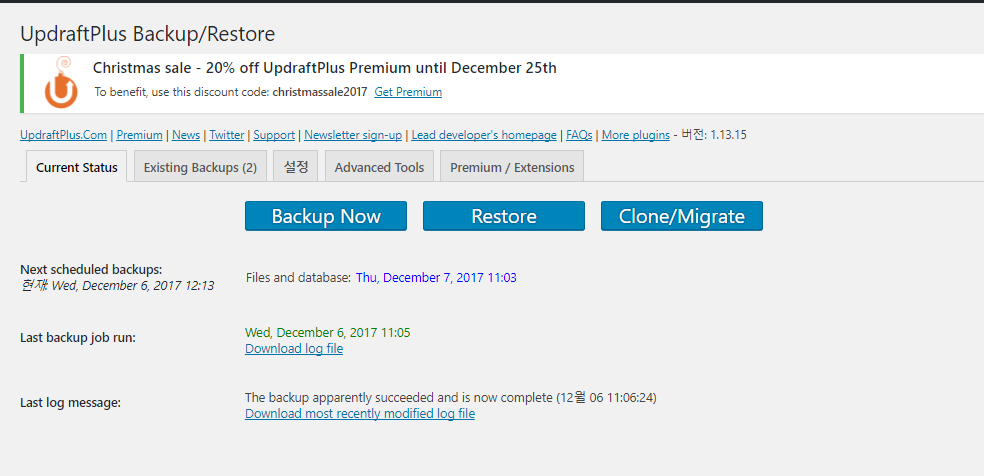 UpdraftPlus Backup/Restore
Christmas sale - 20% off UpdraftPlus Premium until December 25th
To benefit, use this discount code: christmassale2017 Get Premium
UpdraftPlus.Com | Premium | News | Twitter | Support | Newsletter sign-up | Lead developer's homepage | FAQs | More plugins - 버전: 1.13.15
Current Status Existing Backups (2) 설정 Advanced Tools Premium / Extensions
Backup Now Restore Clone/Migrate
Next scheduled backups:
현재: Wed, December 6, 2017 12:13
Files and database: Thu, December 7, 2017 11:03
Last backup job run:
Wed, December 6, 2017 11:05
Download log file
Last log message:
The backup apparently succeeded and is now complete (12월 06 11:06:24)
Download most recently modified log file